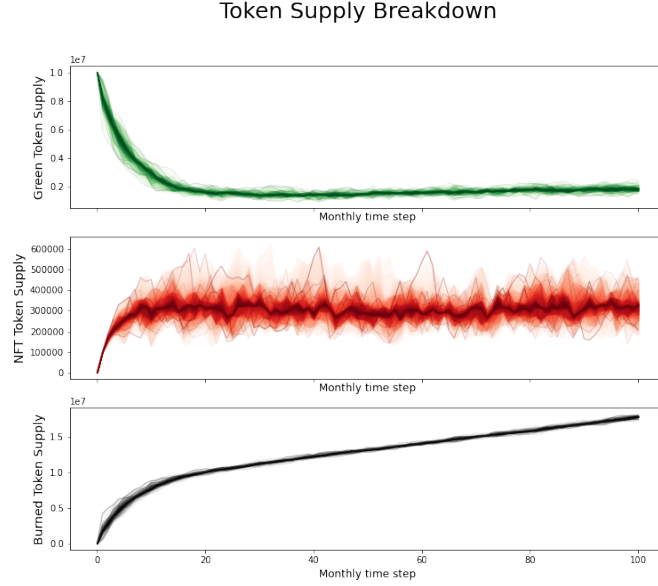 Token Supply Breakdown
1e7
Green Token Supply
1.0
0.8
0.6
0.4
0.2
Monthly time step
NFT Token Supply
600000
500000
400000
300000
200000
100000
0
Monthly time step
1e7
Burned Token Supply
1.5
1.0
0.5
0.0
0 20 40 60 80 100
Monthly time step